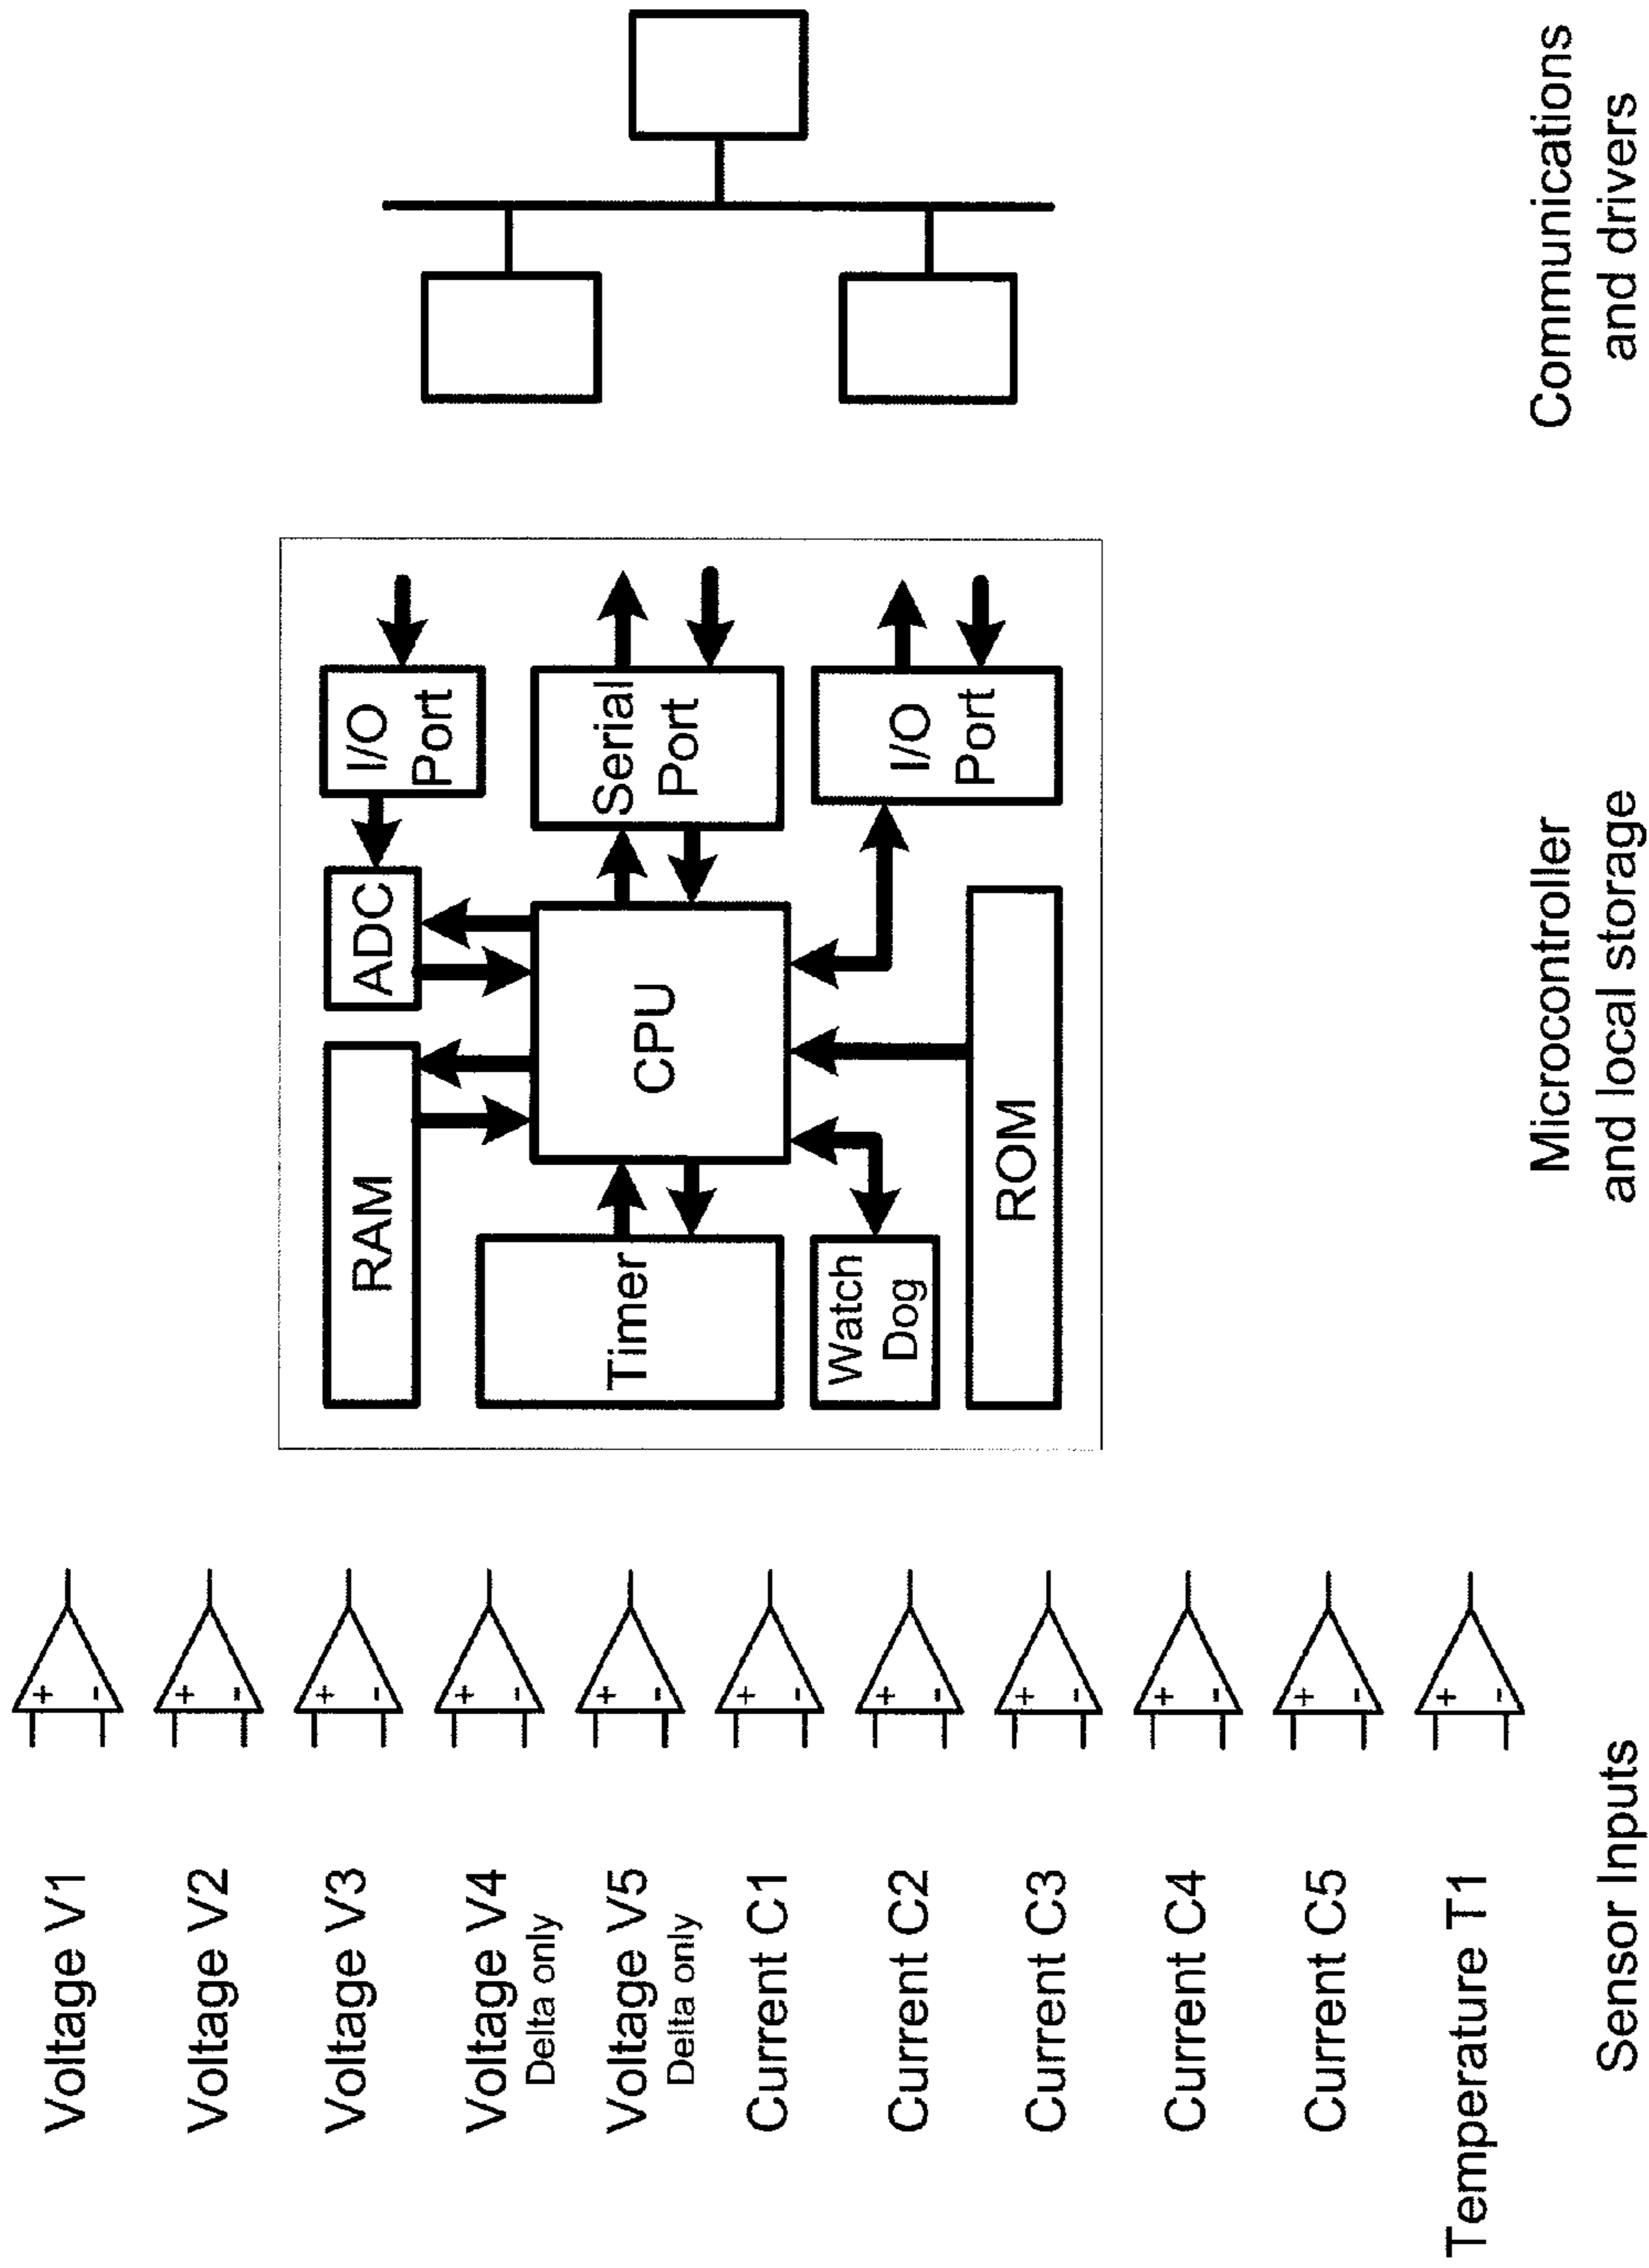 Voltage V1
Voltage V2
Voltage V3
Voltage V4
Delta only
Voltage V5
Delta only
Current C1
Current C2
Current C3
Current C4
Current C5
Temperature T1
Sensor Inputs
+
-
+
-
+
-
+
-
+
-
+
-
+
-
+
-
+
-
+
-
+
-
RAM
ADC
I/O
Port
Timer
CPU
Serial
Port
Watch
Dog
I/O
Port
ROM
Microcontroller
and local storage
Communications
and drivers